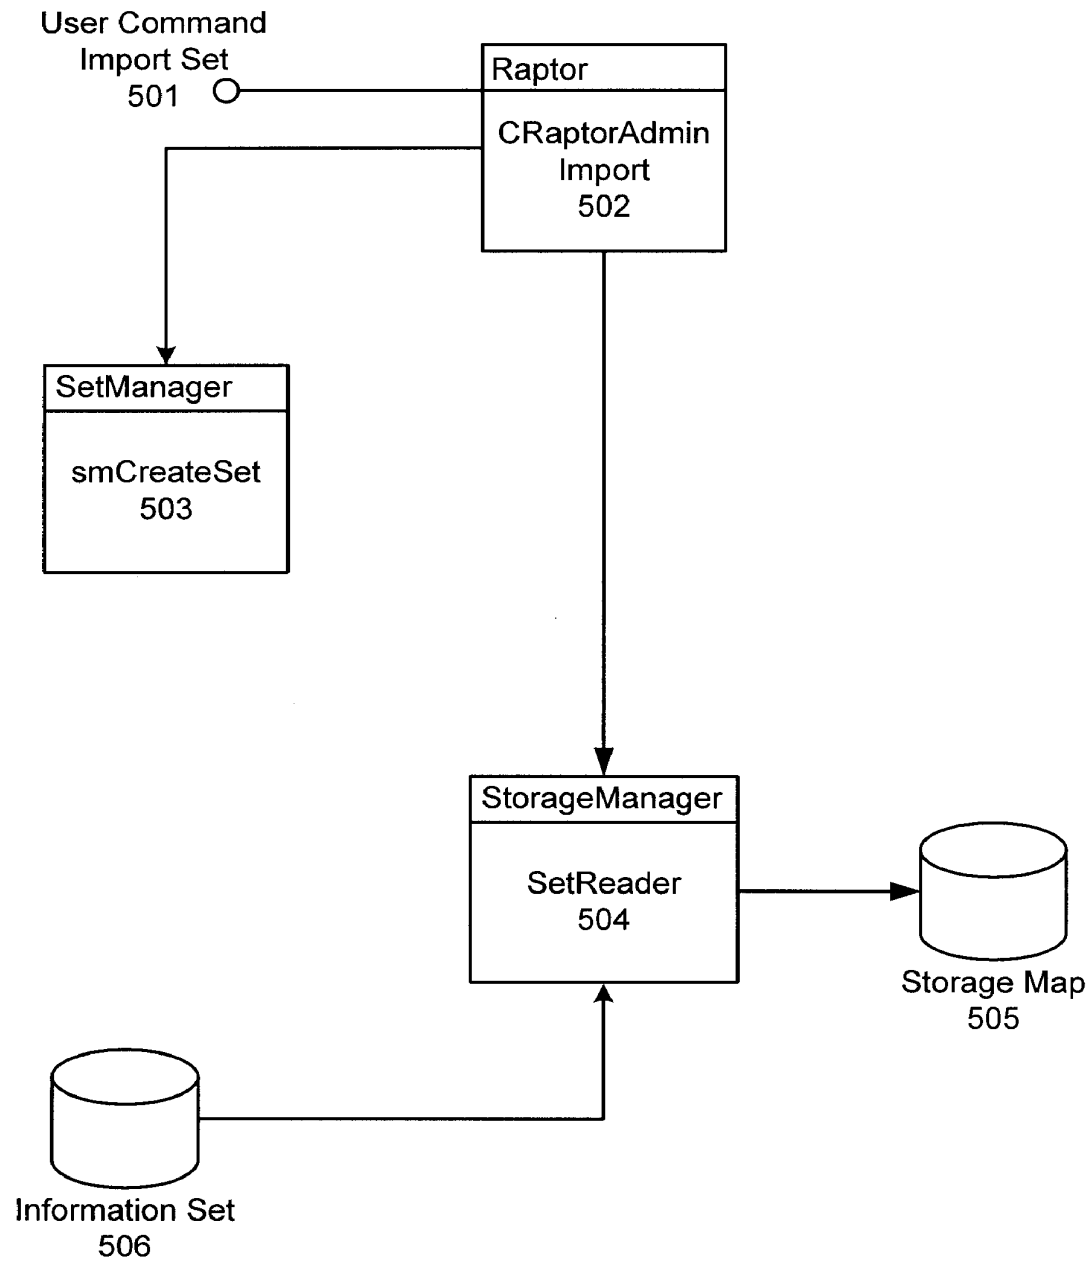 User Command
Import Set
501
Raptor
CRaptorAdmin
Import
502
SetManager
smCreateSet
503
StorageManager
SetReader
504
Storage Map
505
Information Set
506